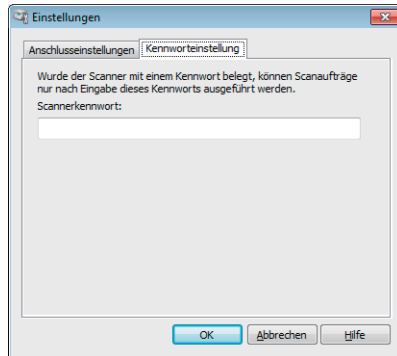 Einstellungen
Anschlusseinstellungen Kennworteinstellung
Wurde der Scanner mit einem Kennwort belegt, können Scanaufträge
nur nach Eingabe dieses Kennworts ausgeführt werden.
Scannerkennwort:
OK Abbrechen Hilfe